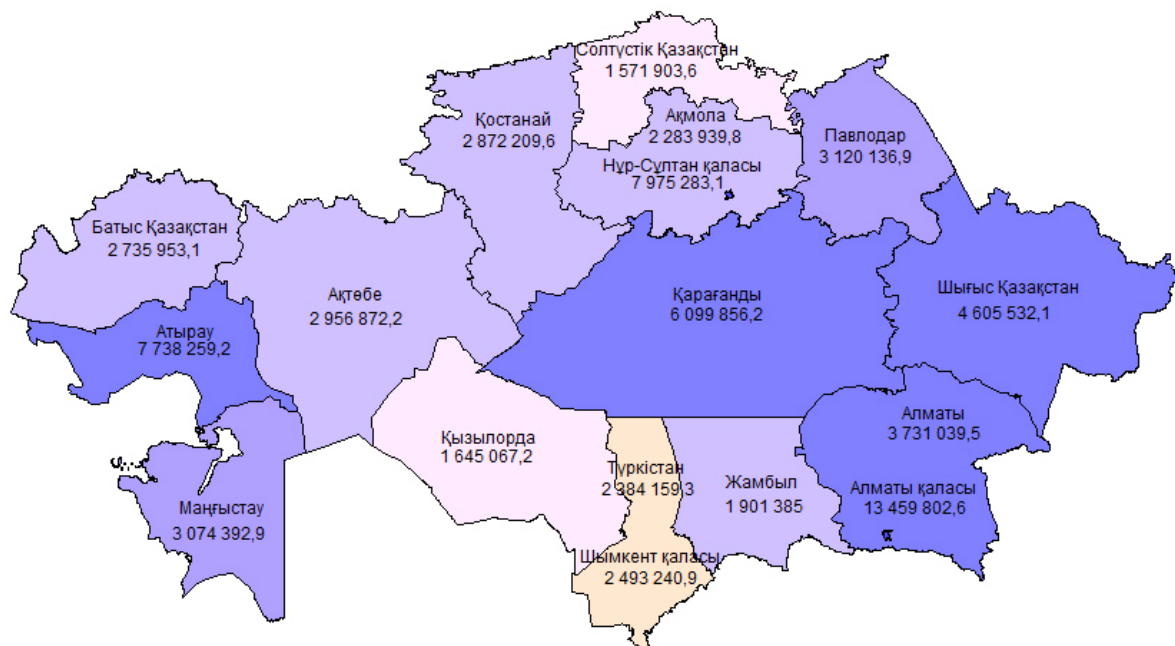 Солтүстік Қазақстан
1 571 903,6
Қостанай
2 872 209,6
Ақмола
2 283 939,8
Нұр-Сұлтан қаласы
7 975 283,1
Павлодар
3 120 136,9
Батыс Қазақстан
2 735 953,1
Ақтөбе
2 956 872,2
Қарағанды
6 099 856,2
Шығыс Қазақстан
4 605 532,1
Атырау
7 738 259,2
Алматы
3 731 039,5
Қызылорда
1 645 067,2
Түркістан
2 384 159,3
Жамбыл
1 901 385
Алматы қаласы
13 459 802,6
Маңғыстау
3 074 392,9
Шымкент қаласы
2 493 240,9